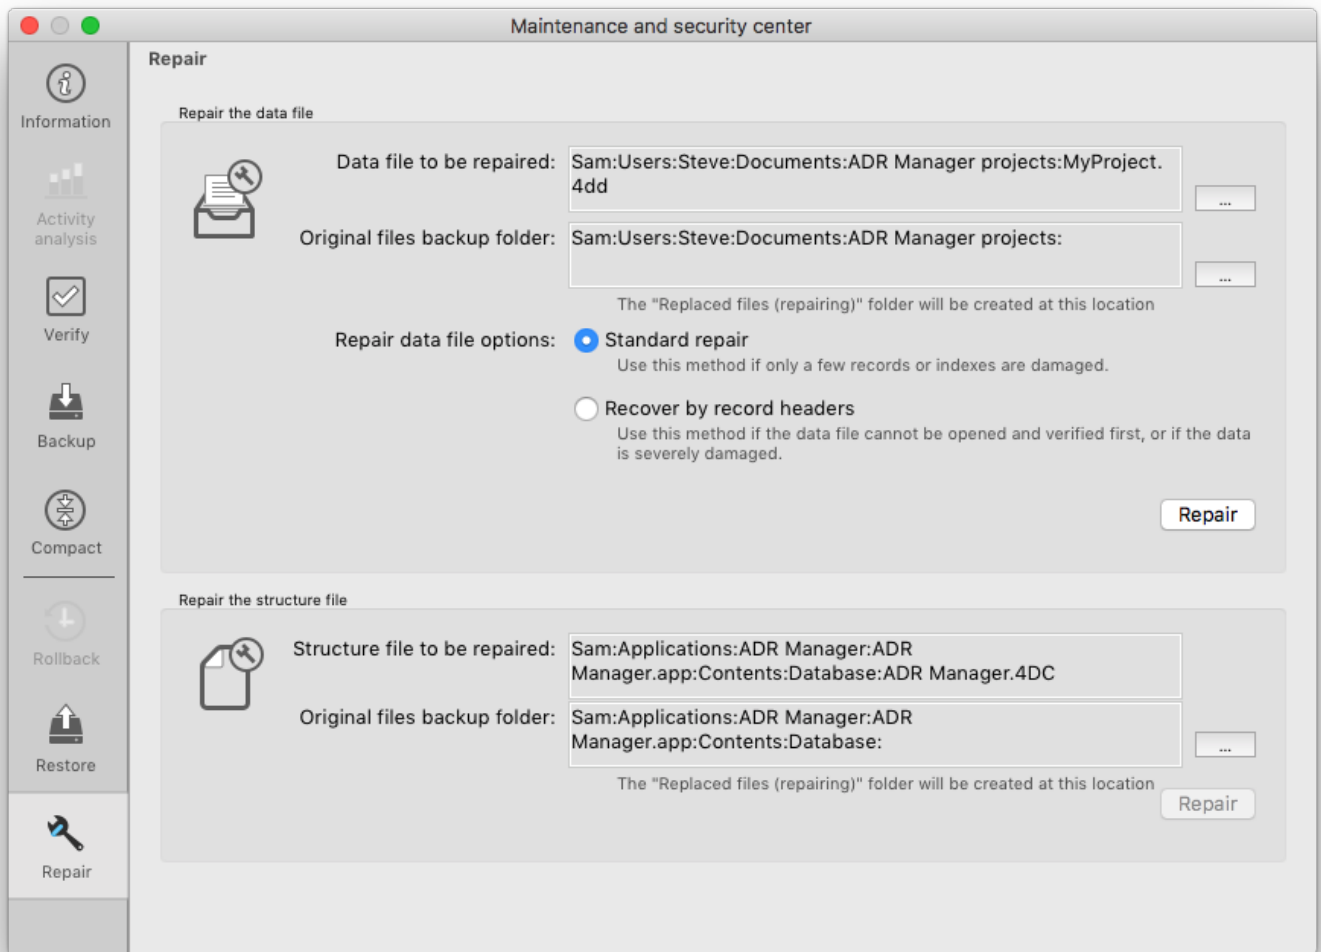 Maintenance and security center
Information
Activity
analysis
Verify
Backup
Compact
Rollback
Restore
Repair
Repair
Repair the data file
Data file to be repaired:
Sam:Users:Steve:Documents:ADR Manager projects:MyProject.
4dd
...
Original files backup folder:
Sam:Users:Steve:Documents:ADR Manager projects:
...
The "Replaced files (repairing)" folder will be created at this location
Repair data file options:
Standard repair
Use this method if only a few records or indexes are damaged.
Recover by record headers
Use this method if the data file cannot be opened and verified first, or if the data
is severely damaged.
Repair
Repair the structure file
Structure file to be repaired:
Sam:Applications:ADR Manager:ADR
Manager.app:Contents:Database:ADR Manager.4DC
Original files backup folder:
Sam:Applications:ADR Manager:ADR
Manager.app:Contents:Database:
...
The "Replaced files (repairing)" folder will be created at this location
Repair